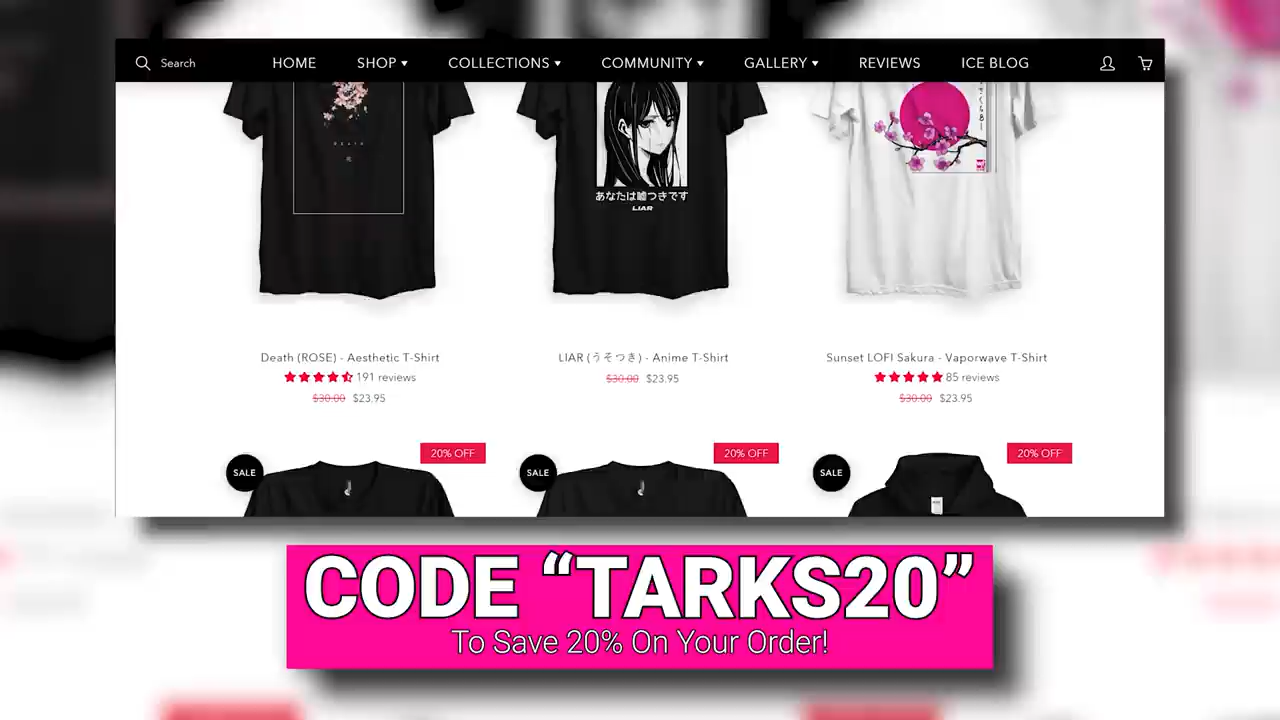 Search
HOME
SHOP ▾
COLLECTIONS ▾
COMMUNITY ▾
GALLERY ▾
REVIEWS
ICE BLOG
DEATH
あなたは嘘つきです
LIAR
Death (ROSE) - Aesthetic T-Shirt
191 reviews
$30.00 $23.95
LIAR (うそつき) - Anime T-Shirt
$30.00 $23.95
Sunset LOFI Sakura - Vaporwave T-Shirt
85 reviews
$30.00 $23.95
SALE
20% OFF
SALE
20% OFF
SALE
20% OFF
CODE “TARKS20”
To Save 20% On Your Order!